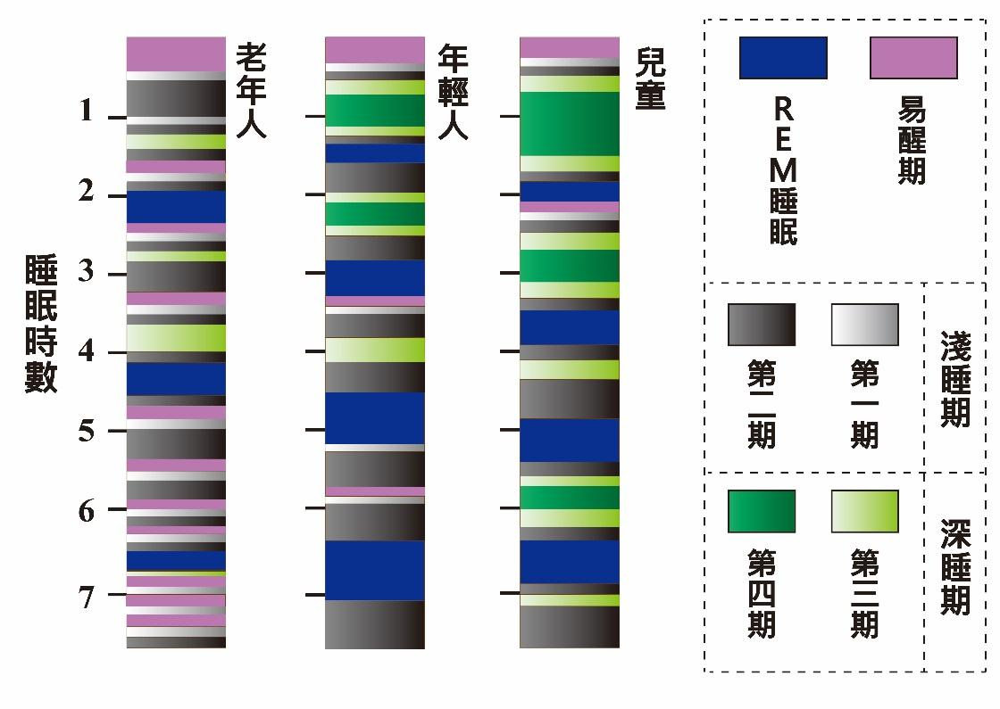 老年人
年輕人
兒童
睡眠時數
1
2
3
4
5
6
7
REM睡眠
易醒期
第二期
第一期
淺睡期
第四期
第三期
深睡期